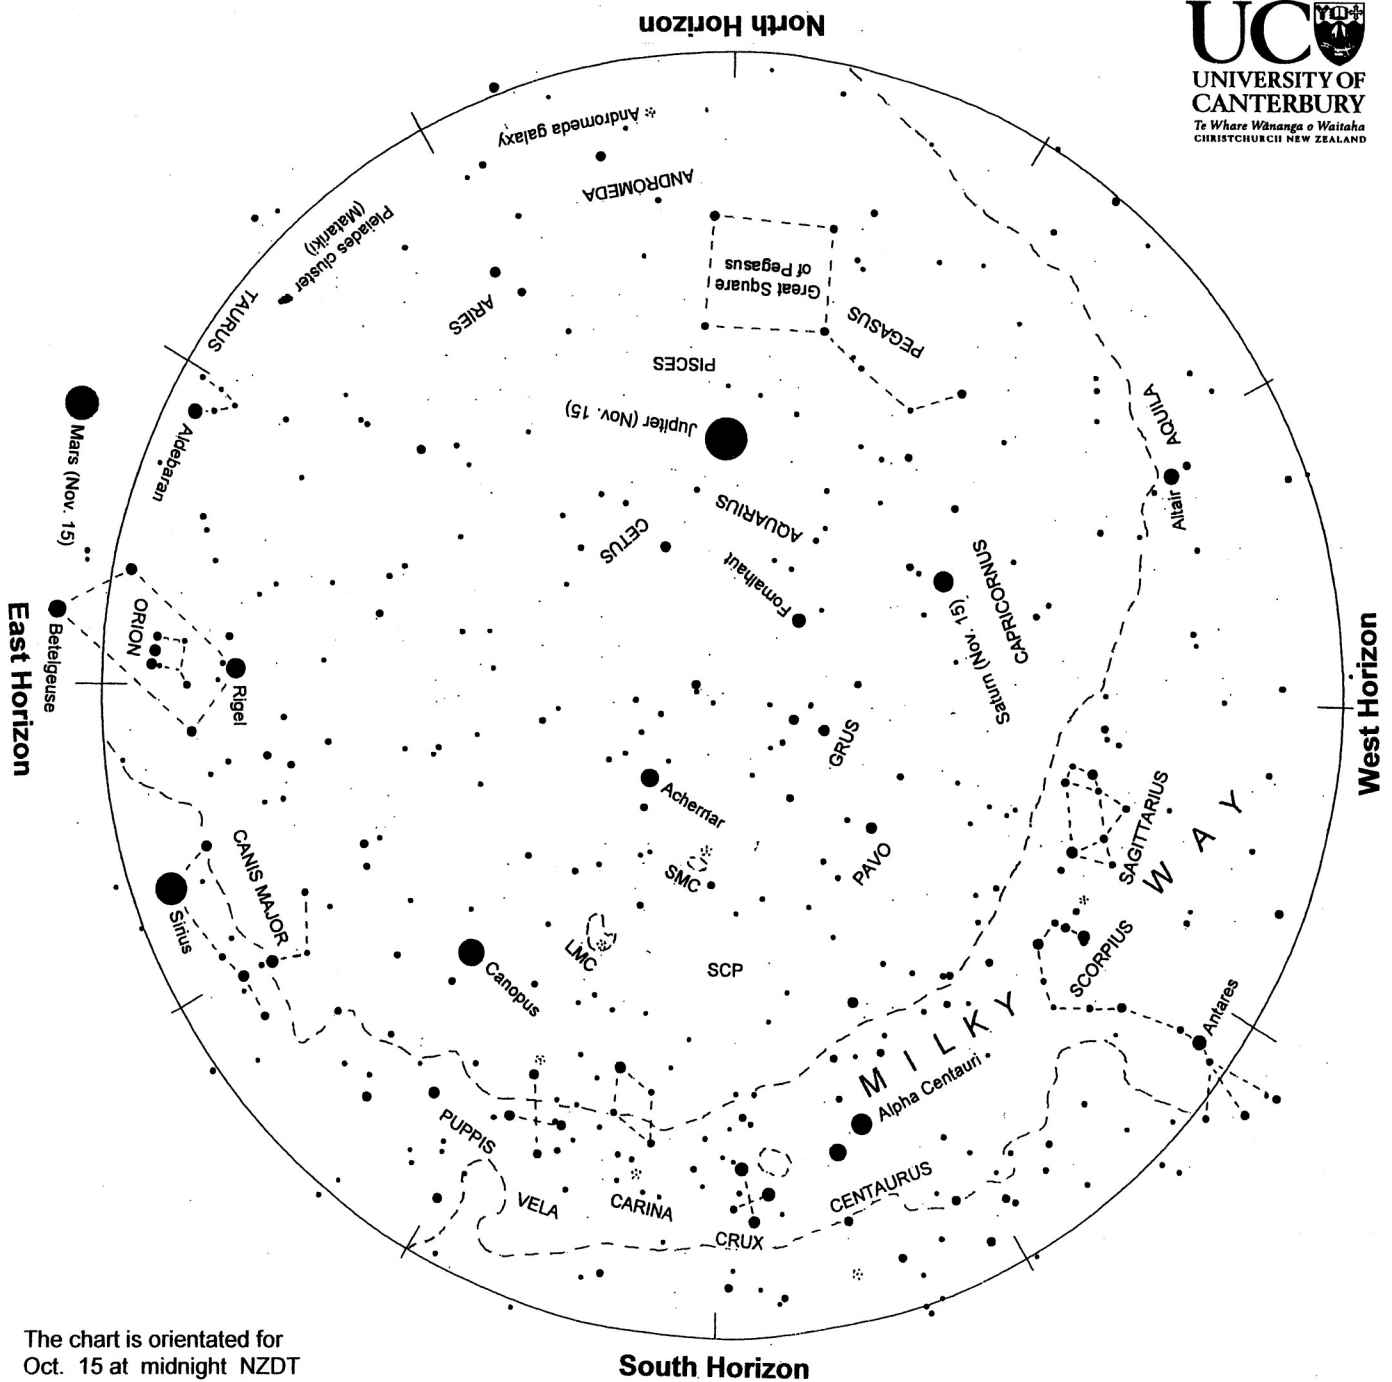 North Horizon
UC
UNIVERSITY OF
CANTERBURY
Te Whare Wānanga o Waitaha
CHRISTCHURCH NEW ZEALAND
Andromeda galaxy
ANDROMEDA
Pleiades cluster
(Matariki)
TAURUS
ARIES
Great Square
of Pegasus
PEGASUS
PISCES
Jupiter (Nov. 15)
AQUILA
Altair
Mars (Nov. 15)
Aldebaran
CETUS
AQUARIUS
Fomalhaut
CAPRICORNUS
Saturn (Nov. 15)
East Horizon
Betelgeuse
ORION
Rigel
West Horizon
GRUS
Achernar
SMC
PAVO
SAGITTARIUS
MILKY WAY
CANIS MAJOR
Sirius
Canopus
LMC
SCP
SCORPIUS
Antares
Alpha Centauri
PUPPIS
VELA
CARINA
CRUX
CENTAURUS
The chart is orientated for
Oct. 15 at midnight NZDT
South Horizon